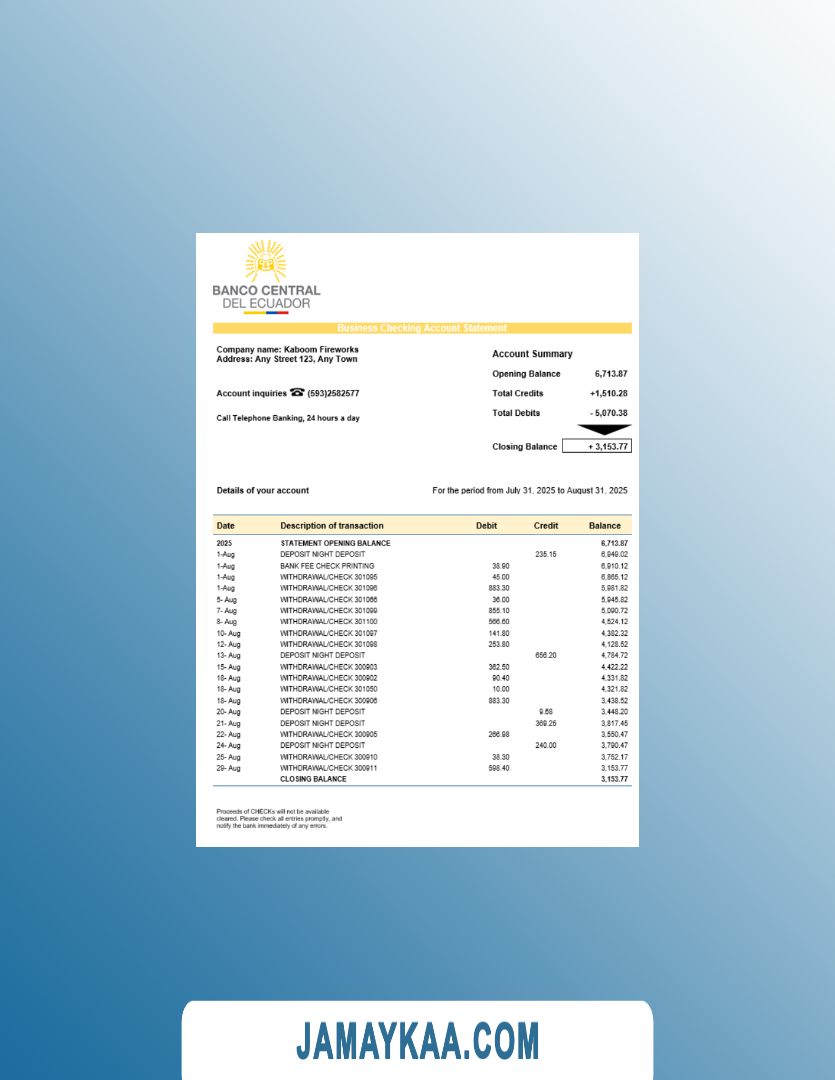 BANCO CENTRAL
DEL ECUADOR
Business Checking Account Statement
Company name: Kaboom Fireworks
Address: Any Street 123, Any Town
Account inquiries ☎ (593)2582577
Call Telephone Banking, 24 hours a day
Account Summary
Opening Balance 6,713.87
Total Credits +1,510.28
Total Debits - 5,070.38
Closing Balance + 3,153.77
Details of your account For the period from July 31, 2025 to August 31, 2025
Date Description of transaction Debit Credit Balance
2025 STATEMENT OPENING BALANCE 6,713.87
1-Aug DEPOSIT NIGHT DEPOSIT 235.15 6,949.02
1-Aug BANK FEE CHECK PRINTING 38.90 6,910.12
1-Aug WITHDRAWAL/CHECK 301095 45.00 6,865.12
1-Aug WITHDRAWAL/CHECK 301096 883.30 5,981.82
5- Aug WITHDRAWAL/CHECK 301066 36.00 5,945.82
7- Aug WITHDRAWAL/CHECK 301099 855.10 5,090.72
8- Aug WITHDRAWAL/CHECK 301100 566.60 4,524.12
10- Aug WITHDRAWAL/CHECK 301097 141.80 4,382.32
12- Aug WITHDRAWAL/CHECK 301098 253.80 4,128.52
13- Aug DEPOSIT NIGHT DEPOSIT 656.20 4,784.72
15- Aug WITHDRAWAL/CHECK 300903 362.50 4,422.22
16- Aug WITHDRAWAL/CHECK 300902 90.40 4,331.82
18- Aug WITHDRAWAL/CHECK 301050 10.00 4,321.82
18- Aug WITHDRAWAL/CHECK 300906 883.30 3,438.52
20- Aug DEPOSIT NIGHT DEPOSIT 9.68 3,448.20
21- Aug DEPOSIT NIGHT DEPOSIT 369.25 3,817.45
22- Aug WITHDRAWAL/CHECK 300905 266.98 3,550.47
24- Aug DEPOSIT NIGHT DEPOSIT 240.00 3,790.47
25- Aug WITHDRAWAL/CHECK 300910 38.30 3,752.17
29- Aug WITHDRAWAL/CHECK 300911 598.40 3,153.77
CLOSING BALANCE 3,153.77
Proceeds of CHECKs will not be available
cleared. Please check all entries promptly, and
notify the bank immediately of any errors.
JAMAYKAA.COM